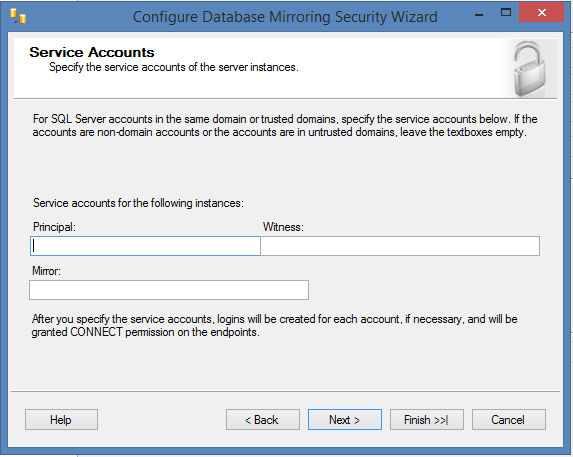 Configure Database Mirroring Security Wizard
Service Accounts
Specify the service accounts of the server instances.
For SQL Server accounts in the same domain or trusted domains, specify the service accounts below. If the
accounts are non-domain accounts or the accounts are in untrusted domains, leave the textboxes empty.
Service accounts for the following instances:
Principal: Witness:
Mirror:
After you specify the service accounts, logins will be created for each account, if necessary, and will be
granted CONNECT permission on the endpoints.
Help < Back Next > Finish >>| Cancel